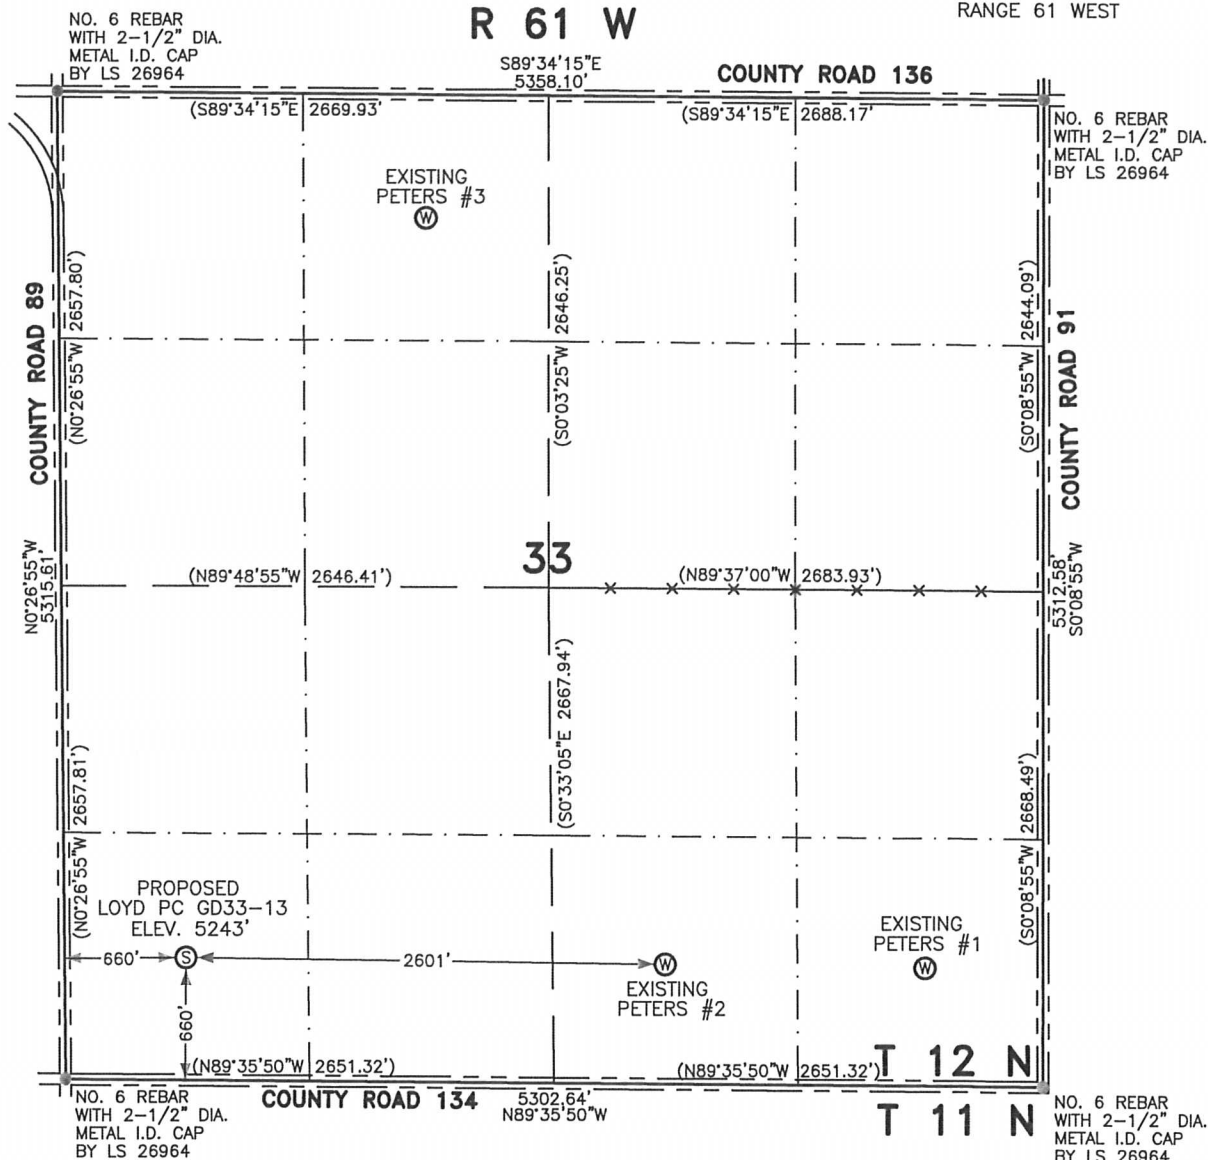 R 61 W
RANGE 61 WEST
NO. 6 REBAR
WITH 2-1/2" DIA.
METAL I.D. CAP
BY LS 26964
S89°34'15"E
5358.10'
COUNTY ROAD 136
(S89°34'15"E 2669.93'
(S89°34'15"E 2688.17'
NO. 6 REBAR
WITH 2-1/2" DIA.
METAL I.D. CAP
BY LS 26964
EXISTING
PETERS #3
W
COUNTY ROAD 89
(N0°26'55"W 2657.80')
(S0°03'25"W 2646.25')
(S0°08'55"W 2644.09')
COUNTY ROAD 91
33
N0°26'55"W
5315.61'
(N89°48'55"W 2646.41')
(N89°37'00"W 2683.93')
5312.58'
S0°08'55"W
(N0°26'55"W 2657.81')
(S0°33'05"E 2667.94')
(S0°08'55"W 2668.49')
PROPOSED
LOYD PC GD33-13
ELEV. 5243'
660'
S
2601'
W
EXISTING
PETERS #2
EXISTING
PETERS #1
W
660'
(N89°35'50"W 2651.32')
(N89°35'50"W 2651.32')
T 12 N
NO. 6 REBAR
WITH 2-1/2" DIA.
METAL I.D. CAP
BY LS 26964
COUNTY ROAD 134
5302.64'
N89°35'50"W
T 11 N
NO. 6 REBAR
WITH 2-1/2" DIA.
METAL I.D. CAP
BY LS 26964